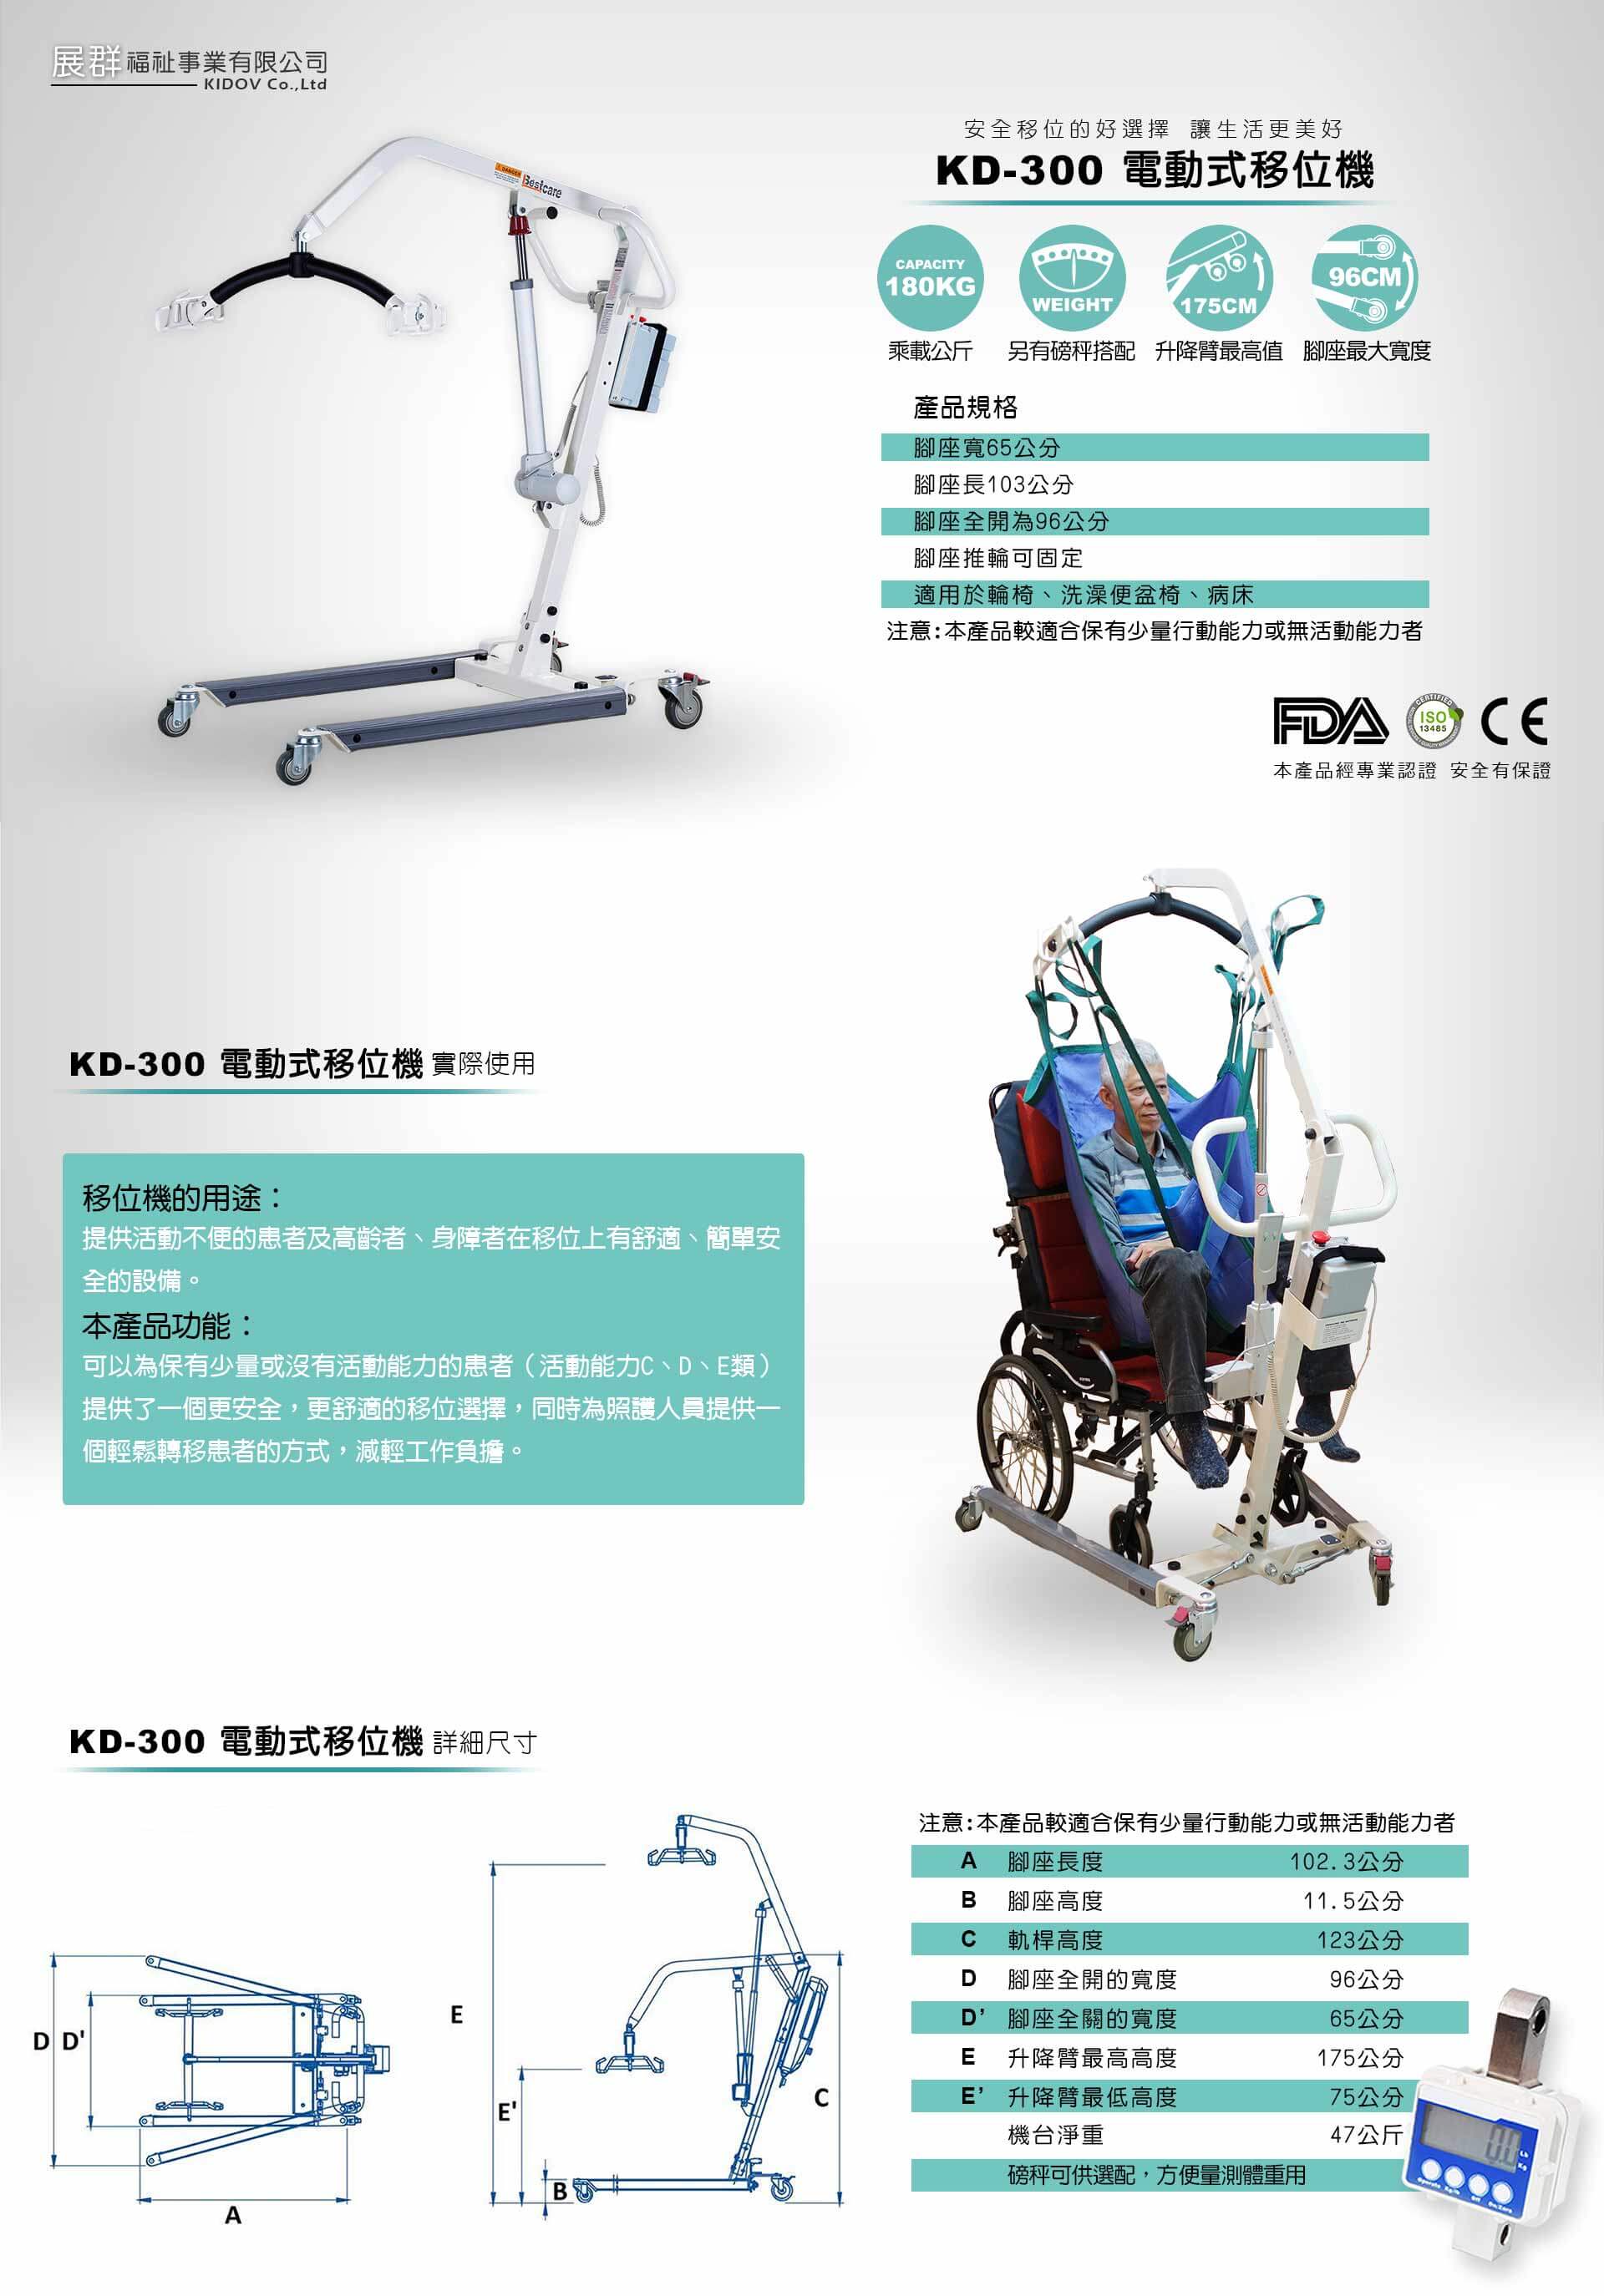 展群福祉事業有限公司
KIDOV Co.,Ltd
安全移位的好選擇 讓生活更美好
KD-300 電動式移位機
CAPACITY
180KG
WEIGHT
175CM
96CM
乘載公斤 另有磅秤搭配 升降臂最高值 腳座最大寬度
DANGER
Bestcare
產品規格
腳座寬65公分
腳座長103公分
腳座全開為96公分
腳座推輪可固定
適用於輪椅、洗澡便盆椅、病床
注意:本產品較適合保有少量行動能力或無活動能力者
FDA
CERTIFIED
ISO
13485
CE
本產品經專業認證 安全有保證
KD-300 電動式移位機 實際使用
移位機的用途：
提供活動不便的患者及高齡者、身障者在移位上有舒適、簡單安
全的設備。
本產品功能：
可以為保有少量或沒有活動能力的患者（活動能力C、D、E類）
提供了一個更安全，更舒適的移位選擇，同時為照護人員提供一
個輕鬆轉移患者的方式，減輕工作負擔。
KD-300 電動式移位機 詳細尺寸
D D'
A
E
E'
B
C
注意:本產品較適合保有少量行動能力或無活動能力者
A 腳座長度 102.3公分
B 腳座高度 11.5公分
C 軌桿高度 123公分
D 腳座全開的寬度 96公分
D’ 腳座全關的寬度 65公分
E 升降臂最高高度 175公分
E’ 升降臂最低高度 75公分
機台淨重 47公斤
磅秤可供選配，方便量測體重用
0.0
Lb
Kg